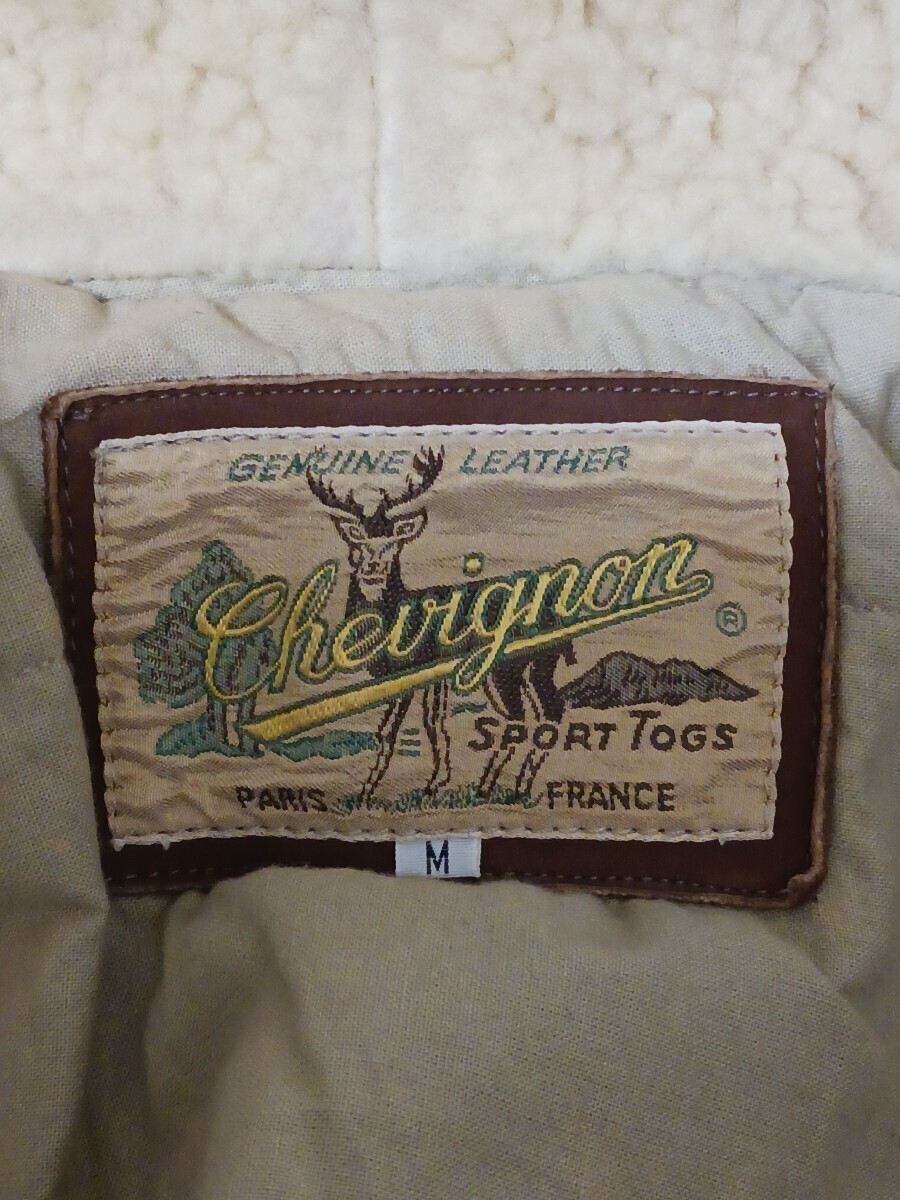 GENUINE LEATHER
Chevignon ®
SPORT TOGS
PARIS FRANCE
M